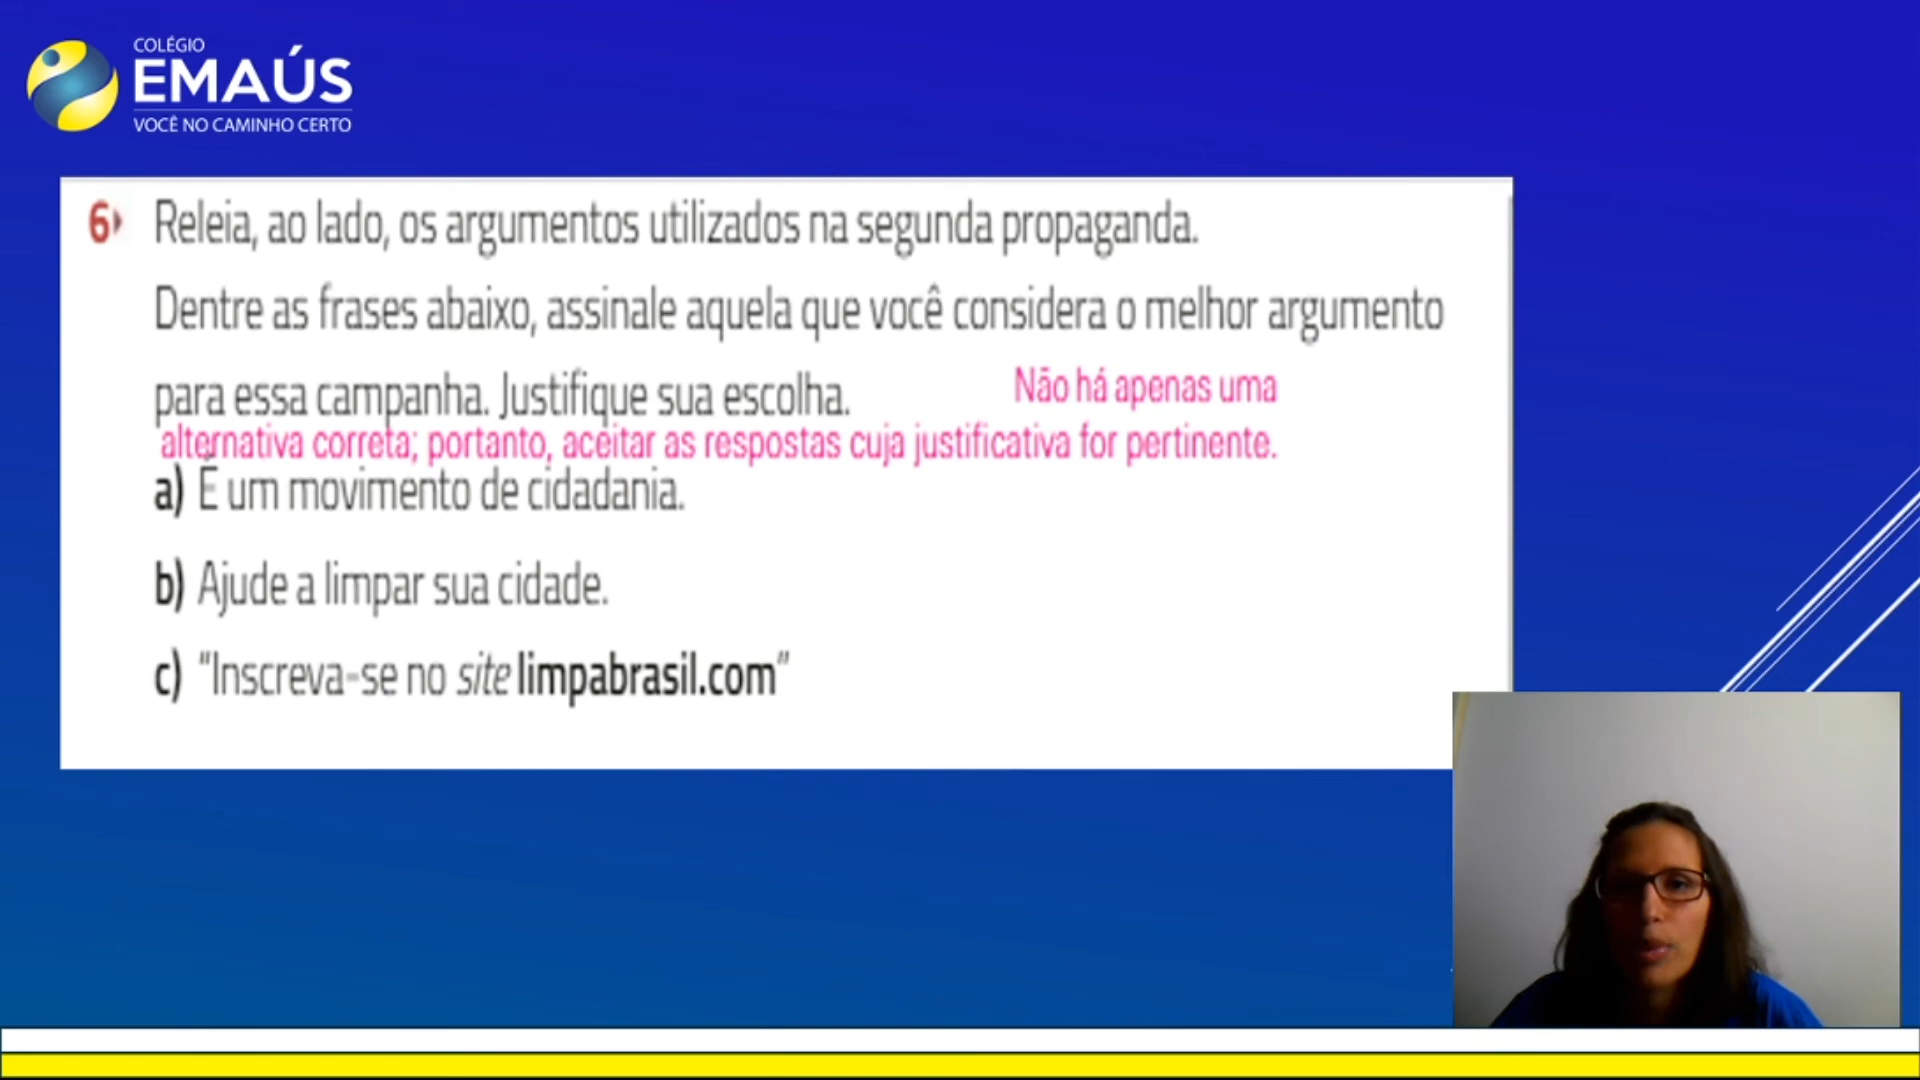 COLÉGIO
EMAÚS
VOCÊ NO CAMINHO CERTO
6 Releia, ao lado, os argumentos utilizados na segunda propaganda.
Dentre as frases abaixo, assinale aquela que você considera o melhor argumento
para essa campanha. Justifique sua escolha. Não há apenas uma
alternativa correta; portanto, aceitar as respostas cuja justificativa for pertinente.
a) É um movimento de cidadania.
b) Ajude a limpar sua cidade.
c) “Inscreva-se no site limpabrasil.com”